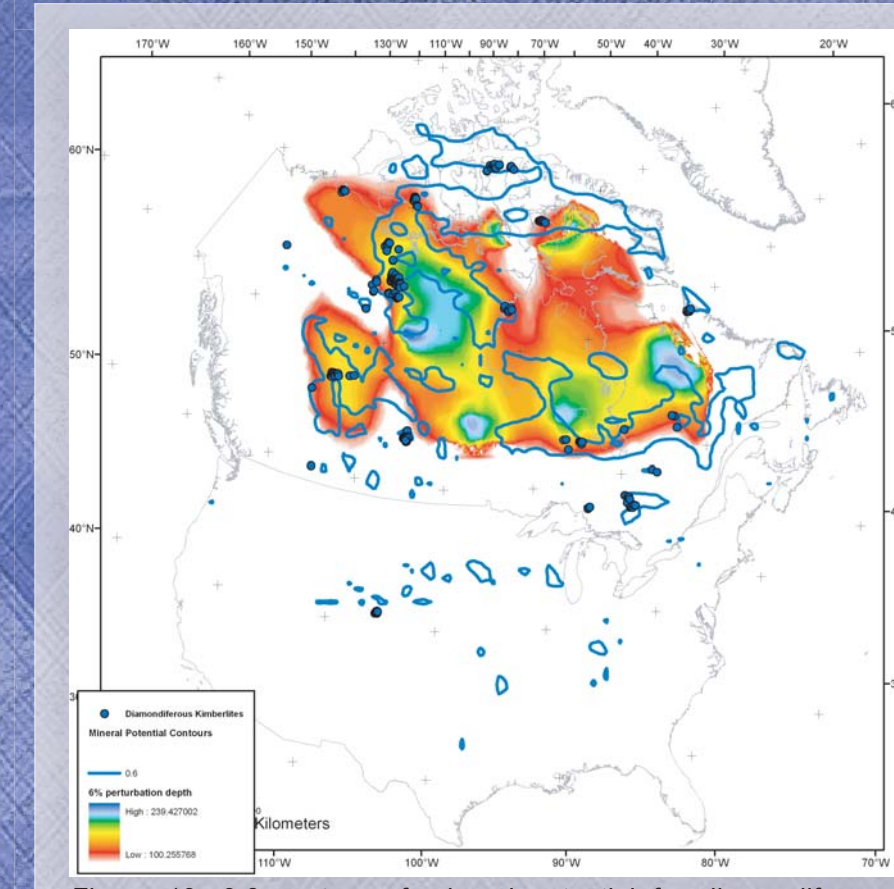 170°W 160°W 150°W 130°W 110°W 90°W 70°W 50°W 40°W 30°W 20°W
60°N
50°N
40°N
Diamondiferous Kimberlites
Mineral Potential Contours
0.6
6% perturbation depth
High : 239.427002
Low : 100.255768
0
Kilometers
110°W 100°W 90°W 80°W